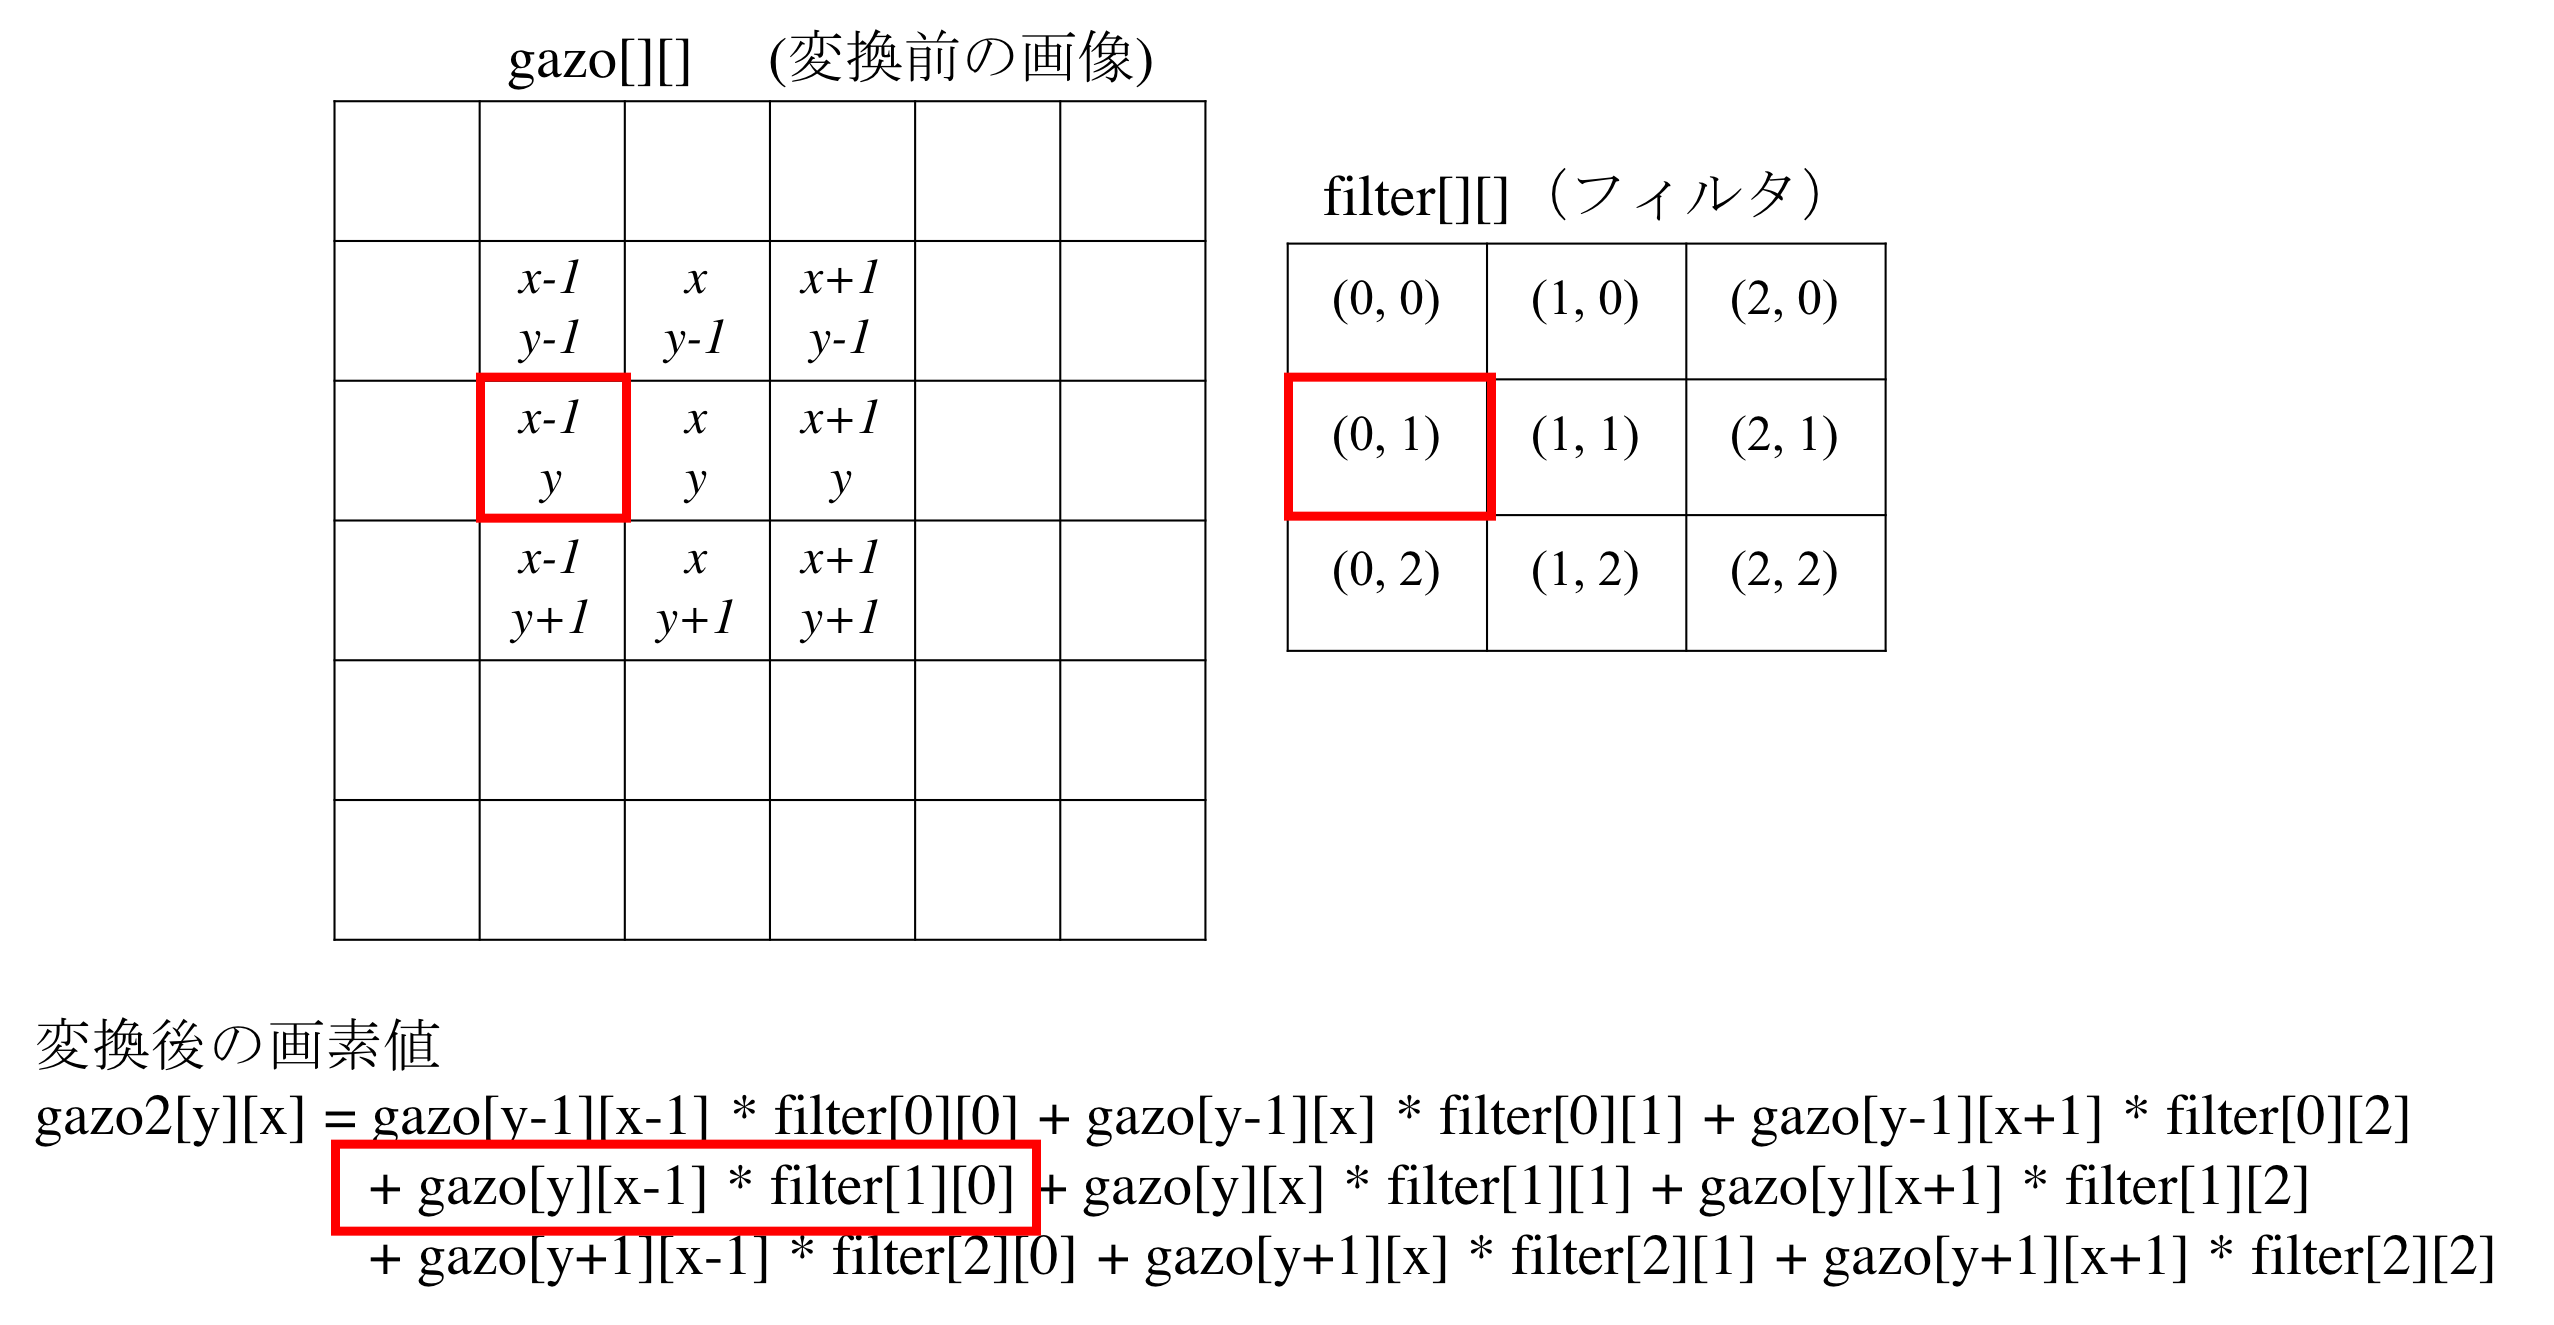 gazo[][] (変換前の画像)
filter[][]（フィルタ）
x-1 x x+1
y-1 y-1 y-1
x-1 x x+1
y y y
x-1 x x+1
y+1 y+1 y+1
(0, 0) (1, 0) (2, 0)
(0, 1) (1, 1) (2, 1)
(0, 2) (1, 2) (2, 2)
変換後の画素値
gazo2[y][x] = gazo[y-1][x-1] * filter[0][0] + gazo[y-1][x] * filter[0][1] + gazo[y-1][x+1] * filter[0][2]
+ gazo[y][x-1] * filter[1][0] + gazo[y][x] * filter[1][1] + gazo[y][x+1] * filter[1][2]
+ gazo[y+1][x-1] * filter[2][0] + gazo[y+1][x] * filter[2][1] + gazo[y+1][x+1] * filter[2][2]